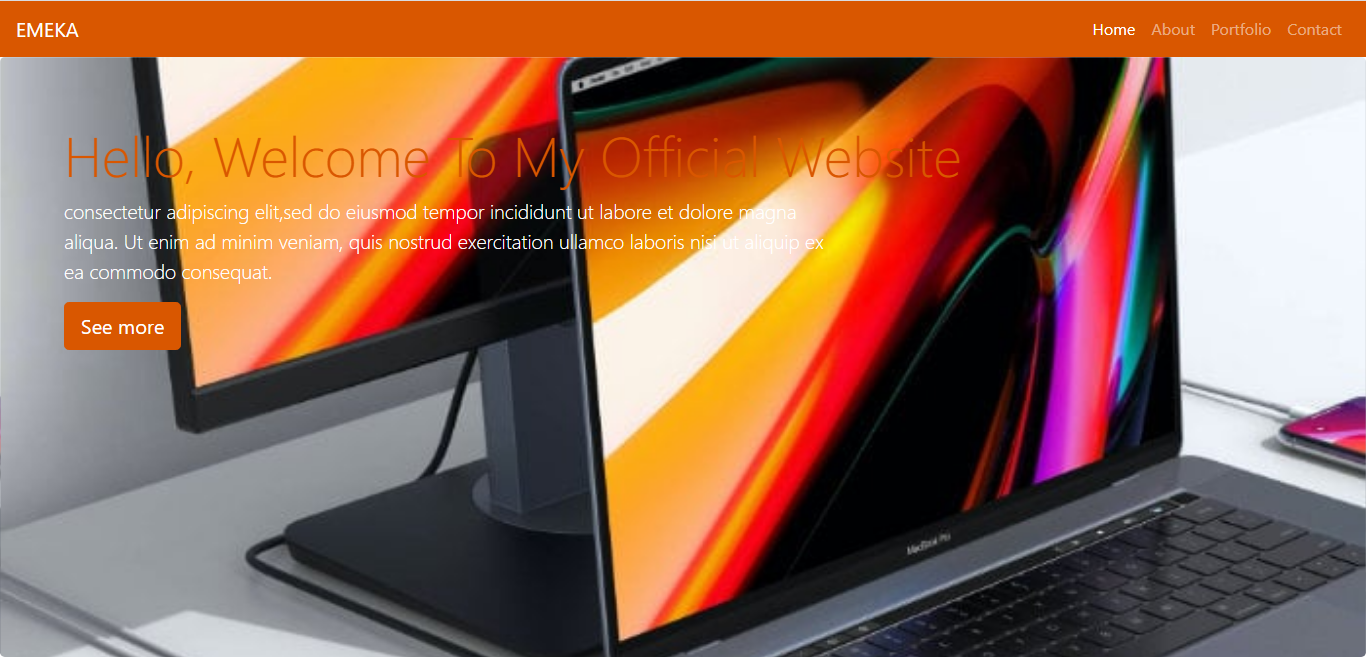 EMEKA
Home About Portfolio Contact
Hello, Welcome To My Official Website
consectetur adipiscing elit,sed do eiusmod tempor incididunt ut labore et dolore magna
aliqua. Ut enim ad minim veniam, quis nostrud exercitation ullamco laboris nisi ut aliquip ex
ea commodo consequat.
See more
MacBook Pro